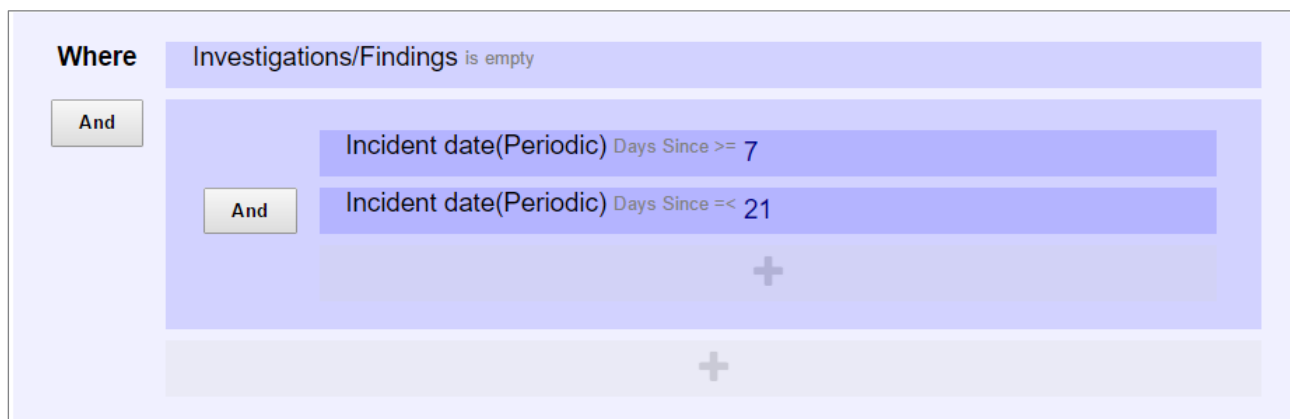 Where Investigations/Findings is empty
And
Incident date(Periodic) Days Since >= 7
And
Incident date(Periodic) Days Since =< 21